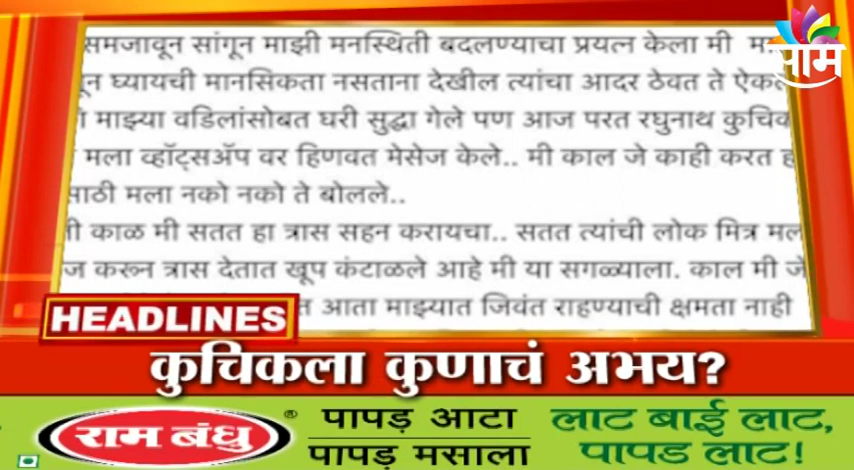 समजावून सांगून माझी मनस्थिती बदलण्याचा प्रयत्न केला मी
साम
घ्यायची मानसिकता नसताना देखील त्यांचा आदर ठेवत ते
माझ्या वडिलांसोबत घरी सुद्धा गेले पण आज परत रघुनाथ
मला व्हॉट्सॲप वर हिणवत मेसेज केले.. मी काल जे काही करत
मला नको नको ते बोलले..
काळ मी सतत हा त्रास सहन करायचा.. सतत त्यांची लोक मित्र
करून त्रास देतात खूप कंटाळले आहे मी या सगळ्याला. काल मी जे
आता माझ्यात जिवंत राहण्याची क्षमता नाही
HEADLINES
कुचिकला कुणाचं अभय?
राम बंधु ®
पापड़ आटा
पापड़ मसाला
लाट बाई लाट,
पापड लाट!